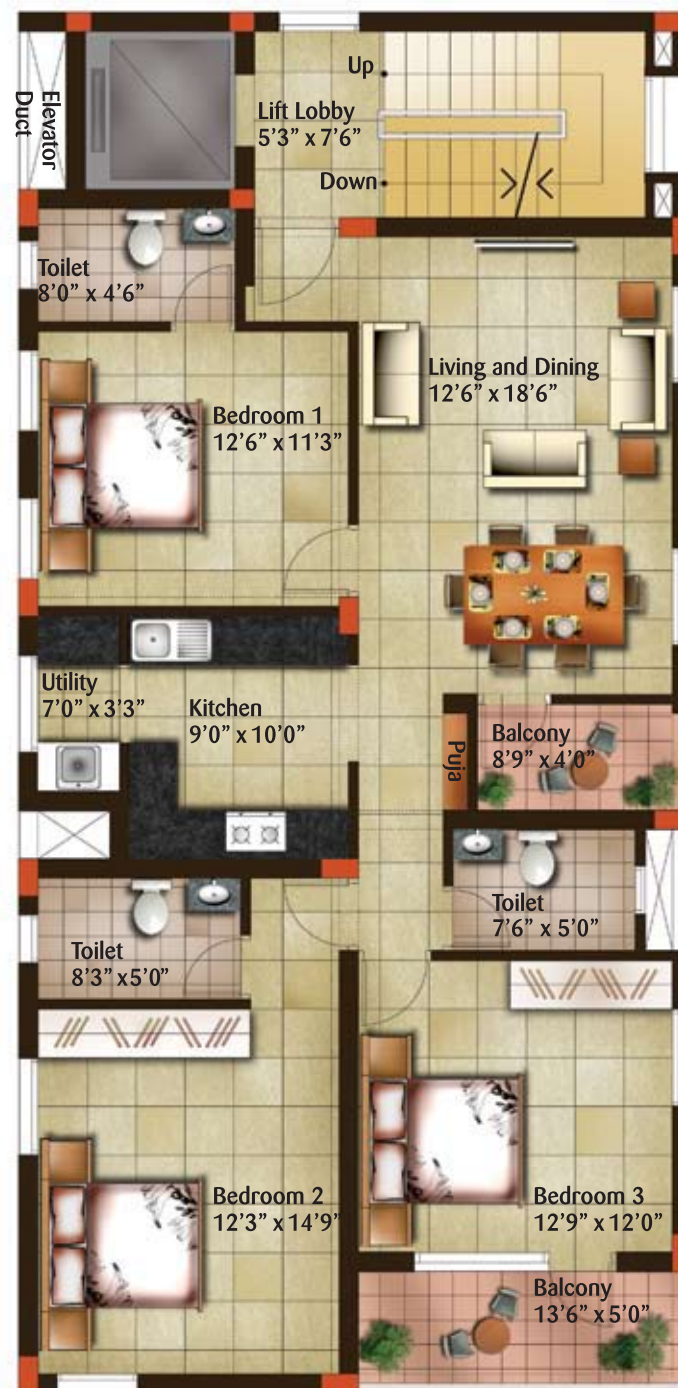 Up
Elevator
Duct
Lift Lobby
5’3” x 7’6”
Down
Toilet
8’0” x 4’6”
Living and Dining
12’6” x 18’6”
Bedroom 1
12’6” x 11’3”
Utility
7’0” x 3’3”
Kitchen
9’0” x 10’0”
Puja
Balcony
8’9” x 4’0”
Toilet
7’6” x 5’0”
Toilet
8’3” x 5’0”
Bedroom 2
12’3” x 14’9”
Bedroom 3
12’9” x 12’0”
Balcony
13’6” x 5’0”